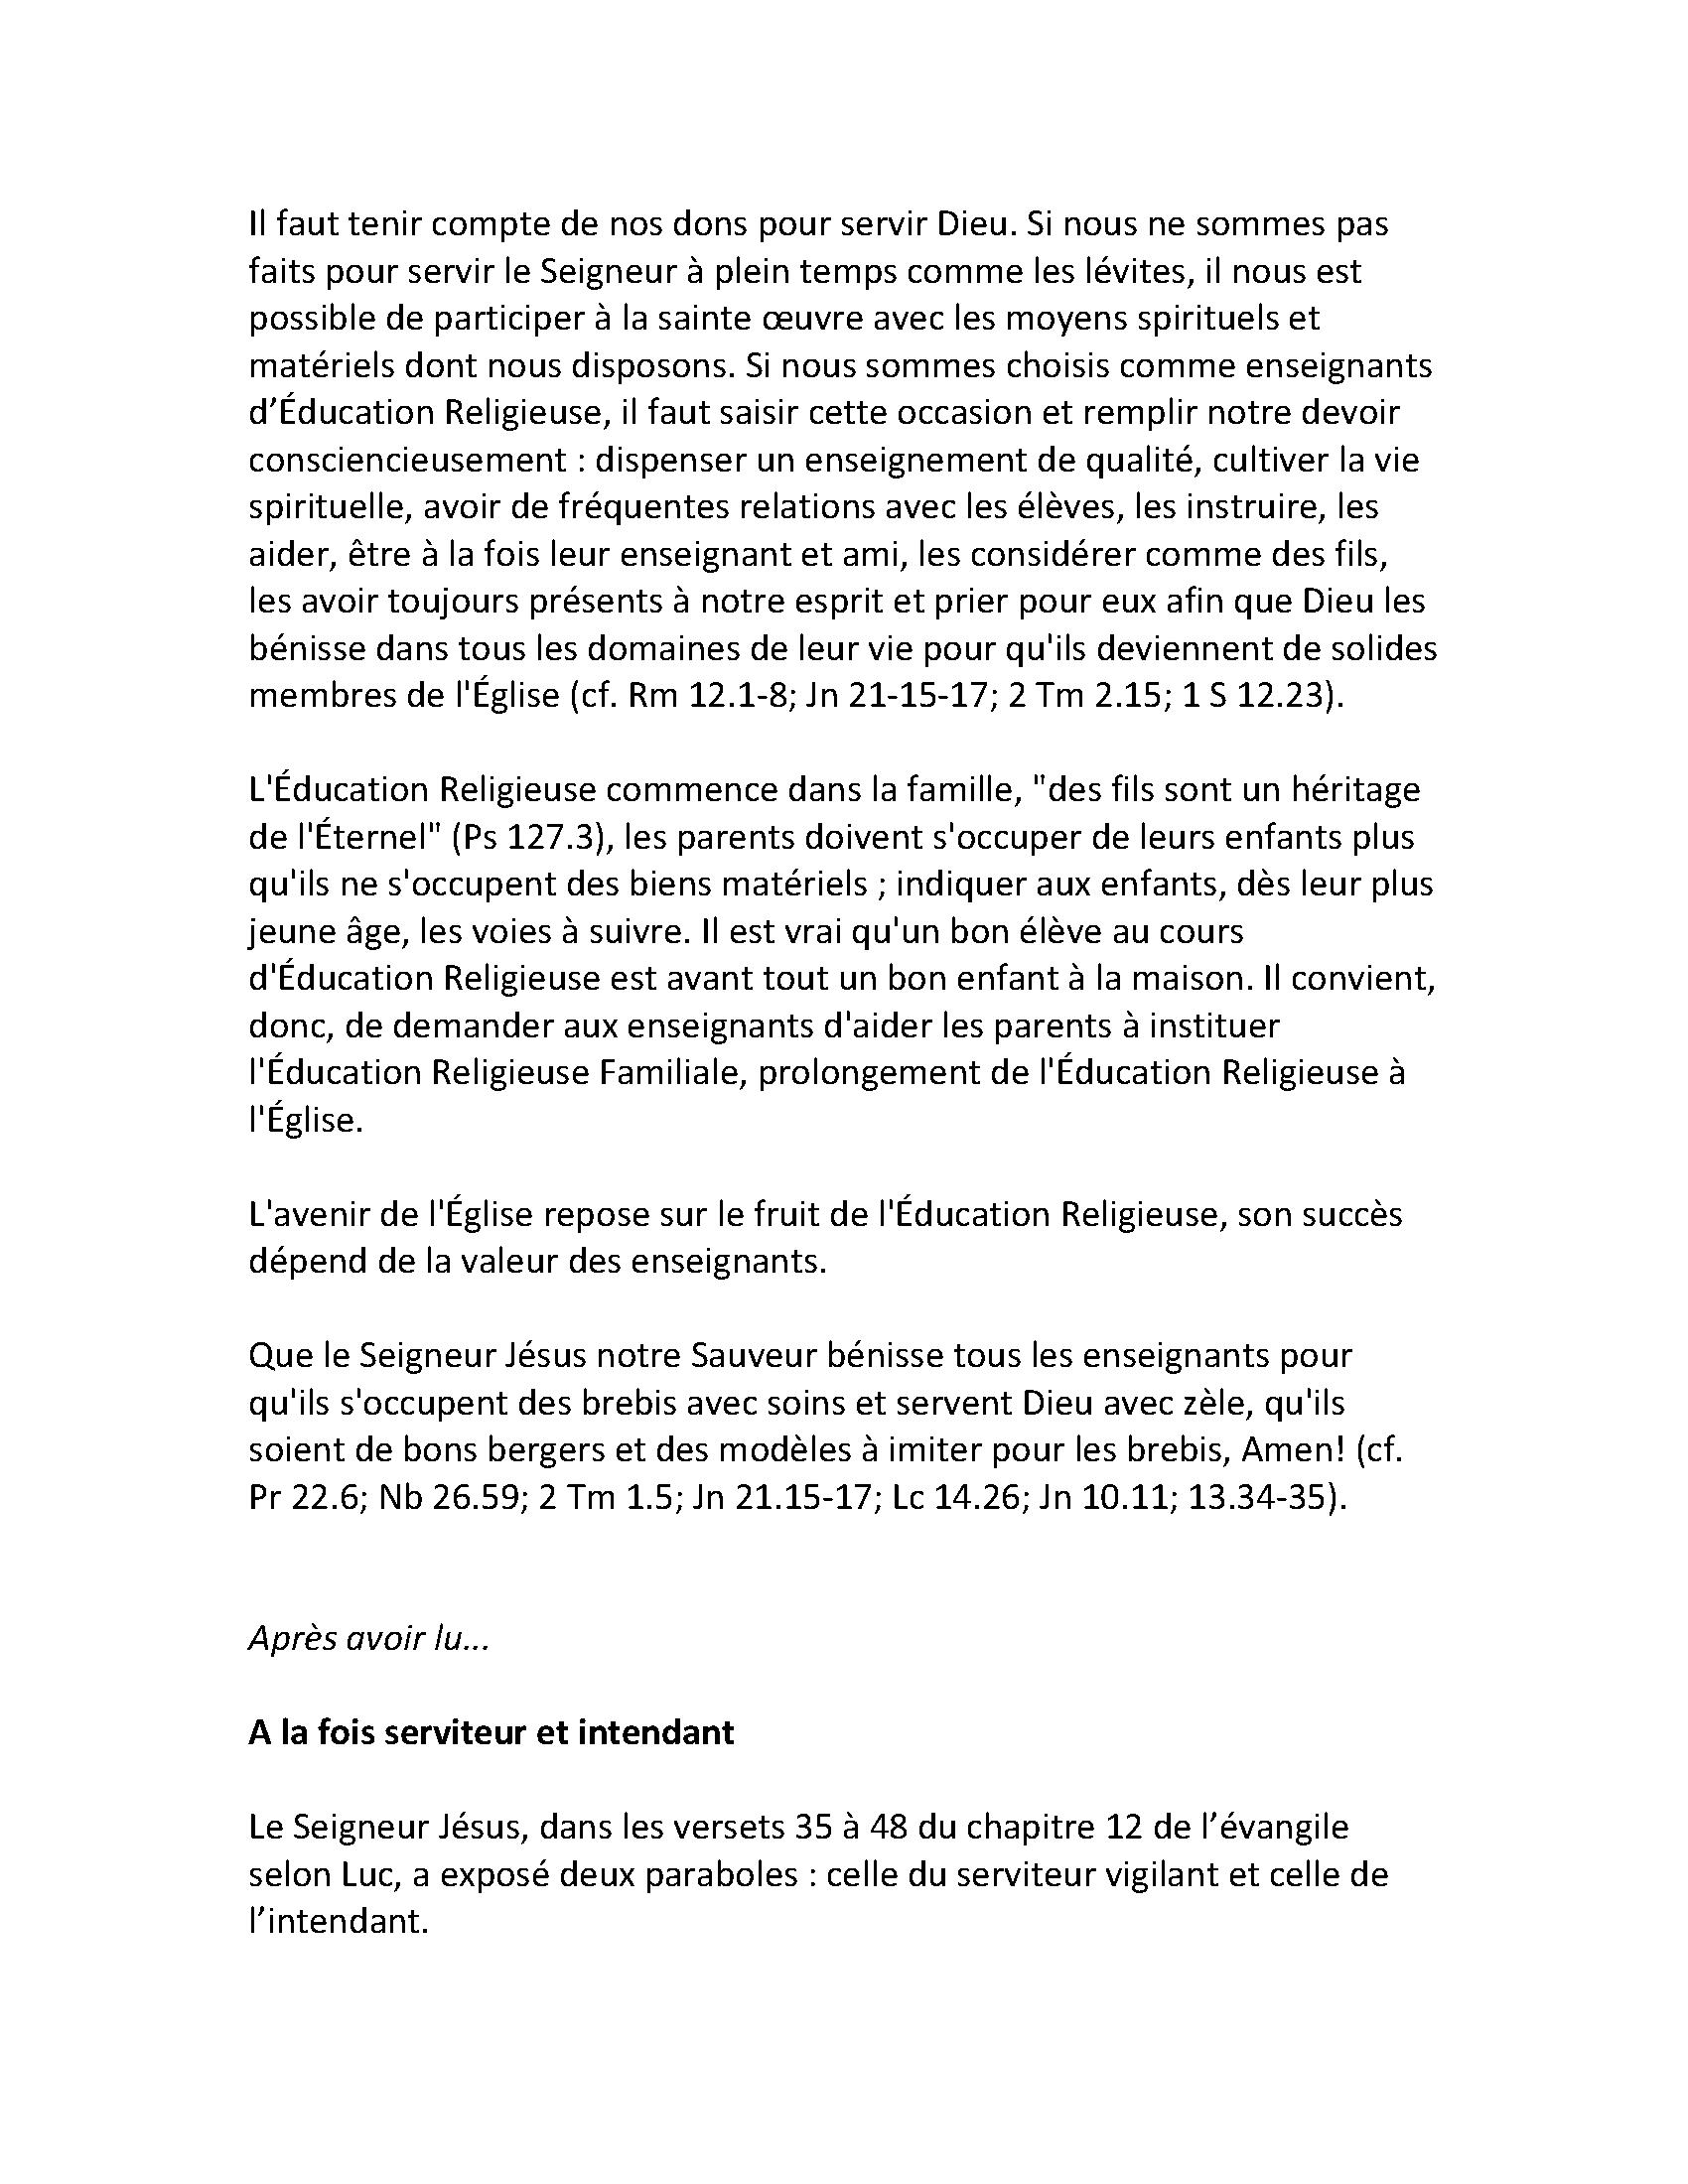 Il faut tenir compte de nos dons pour servir Dieu. Si nous ne sommes pas
faits pour servir le Seigneur à plein temps comme les lévites, il nous est
possible de participer à la sainte œuvre avec les moyens spirituels et
matériels dont nous disposons. Si nous sommes choisis comme enseignants
d’Éducation Religieuse, il faut saisir cette occasion et remplir notre devoir
consciencieusement : dispenser un enseignement de qualité, cultiver la vie
spirituelle, avoir de fréquentes relations avec les élèves, les instruire, les
aider, être à la fois leur enseignant et ami, les considérer comme des fils,
les avoir toujours présents à notre esprit et prier pour eux afin que Dieu les
bénisse dans tous les domaines de leur vie pour qu'ils deviennent de solides
membres de l'Église (cf. Rm 12.1-8; Jn 21-15-17; 2 Tm 2.15; 1 S 12.23).
L'Éducation Religieuse commence dans la famille, "des fils sont un héritage
de l'Éternel" (Ps 127.3), les parents doivent s'occuper de leurs enfants plus
qu'ils ne s'occupent des biens matériels ; indiquer aux enfants, dès leur plus
jeune âge, les voies à suivre. Il est vrai qu'un bon élève au cours
d'Éducation Religieuse est avant tout un bon enfant à la maison. Il convient,
donc, de demander aux enseignants d'aider les parents à instituer
l'Éducation Religieuse Familiale, prolongement de l'Éducation Religieuse à
l'Église.
L'avenir de l'Église repose sur le fruit de l'Éducation Religieuse, son succès
dépend de la valeur des enseignants.
Que le Seigneur Jésus notre Sauveur bénisse tous les enseignants pour
qu'ils s'occupent des brebis avec soins et servent Dieu avec zèle, qu'ils
soient de bons bergers et des modèles à imiter pour les brebis, Amen! (cf.
Pr 22.6; Nb 26.59; 2 Tm 1.5; Jn 21.15-17; Lc 14.26; Jn 10.11; 13.34-35).
Après avoir lu...
A la fois serviteur et intendant
Le Seigneur Jésus, dans les versets 35 à 48 du chapitre 12 de l’évangile
selon Luc, a exposé deux paraboles : celle du serviteur vigilant et celle de
l’intendant.